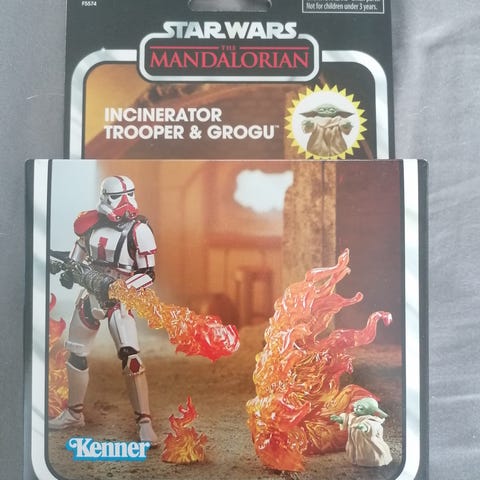 F5574
Not for children under 3 years.
STAR WARS
THE
MANDALORIAN
INCINERATOR
TROOPER & GROGU™
Kenner